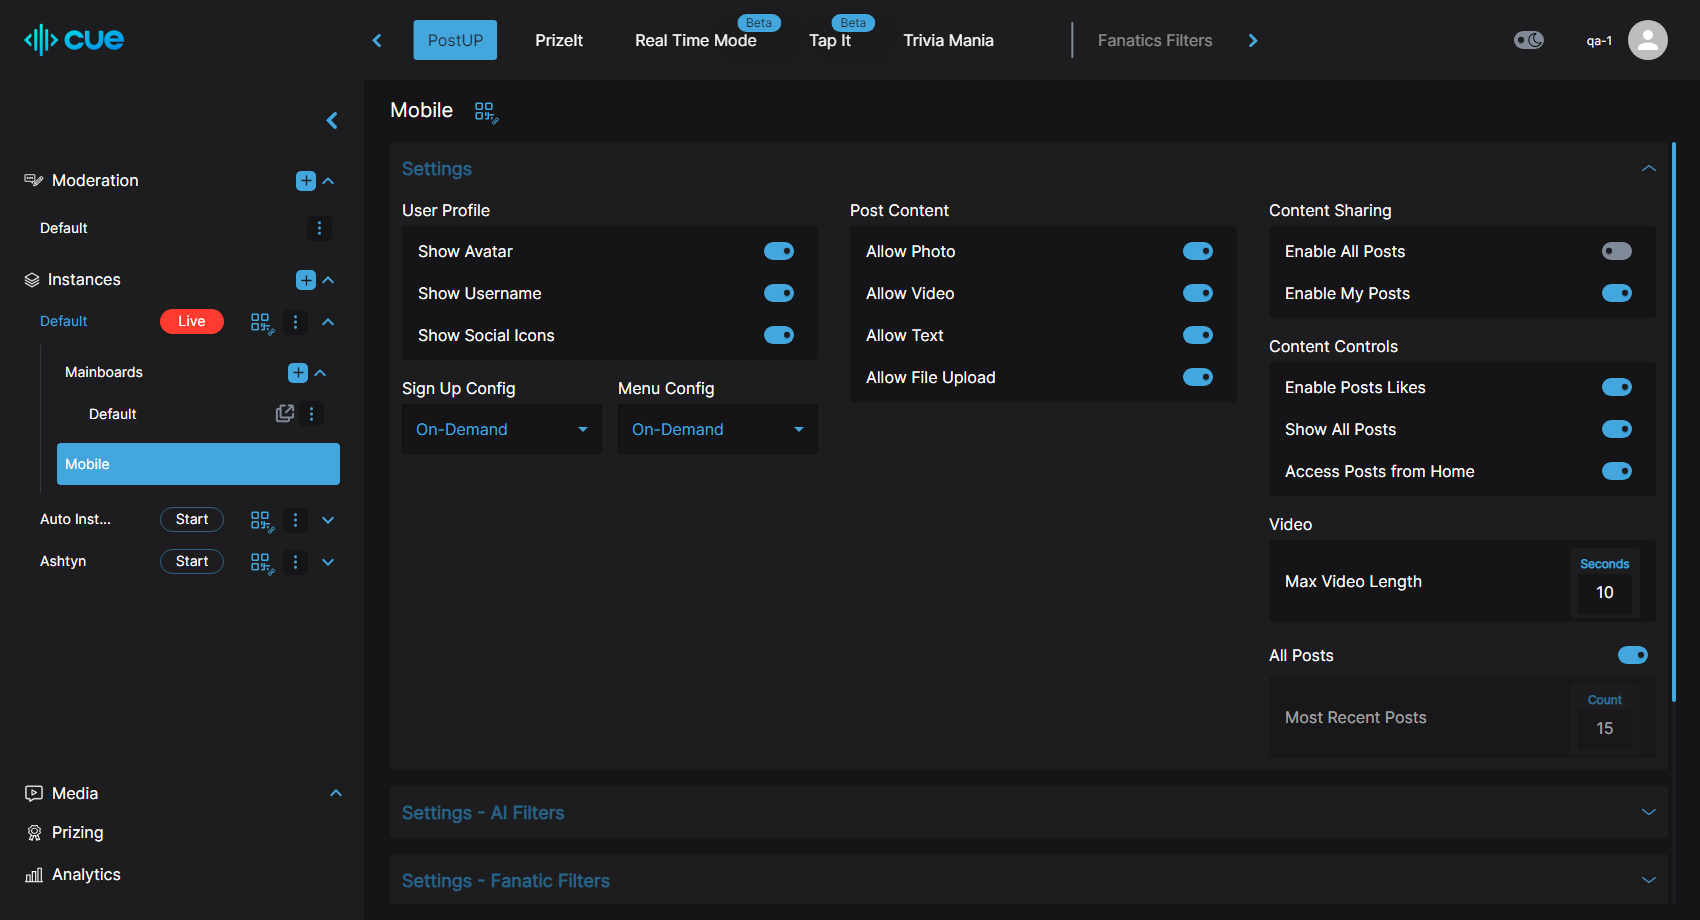 cue
PostUP
PrizeIt
Real Time Mode
Beta
Tap It
Beta
Trivia Mania
Fanatics Filters
qa-1
Moderation
Default
Instances
Default
Live
Mainboards
Default
Mobile
Auto Inst...
Start
Ashtyn
Start
Media
Prizing
Analytics
Mobile
Settings
User Profile
Show Avatar
Show Username
Show Social Icons
Sign Up Config
On-Demand
Menu Config
On-Demand
Post Content
Allow Photo
Allow Video
Allow Text
Allow File Upload
Content Sharing
Enable All Posts
Enable My Posts
Content Controls
Enable Posts Likes
Show All Posts
Access Posts from Home
Video
Max Video Length
Seconds
10
All Posts
Most Recent Posts
Count
15
Settings - AI Filters
Settings - Fanatic Filters